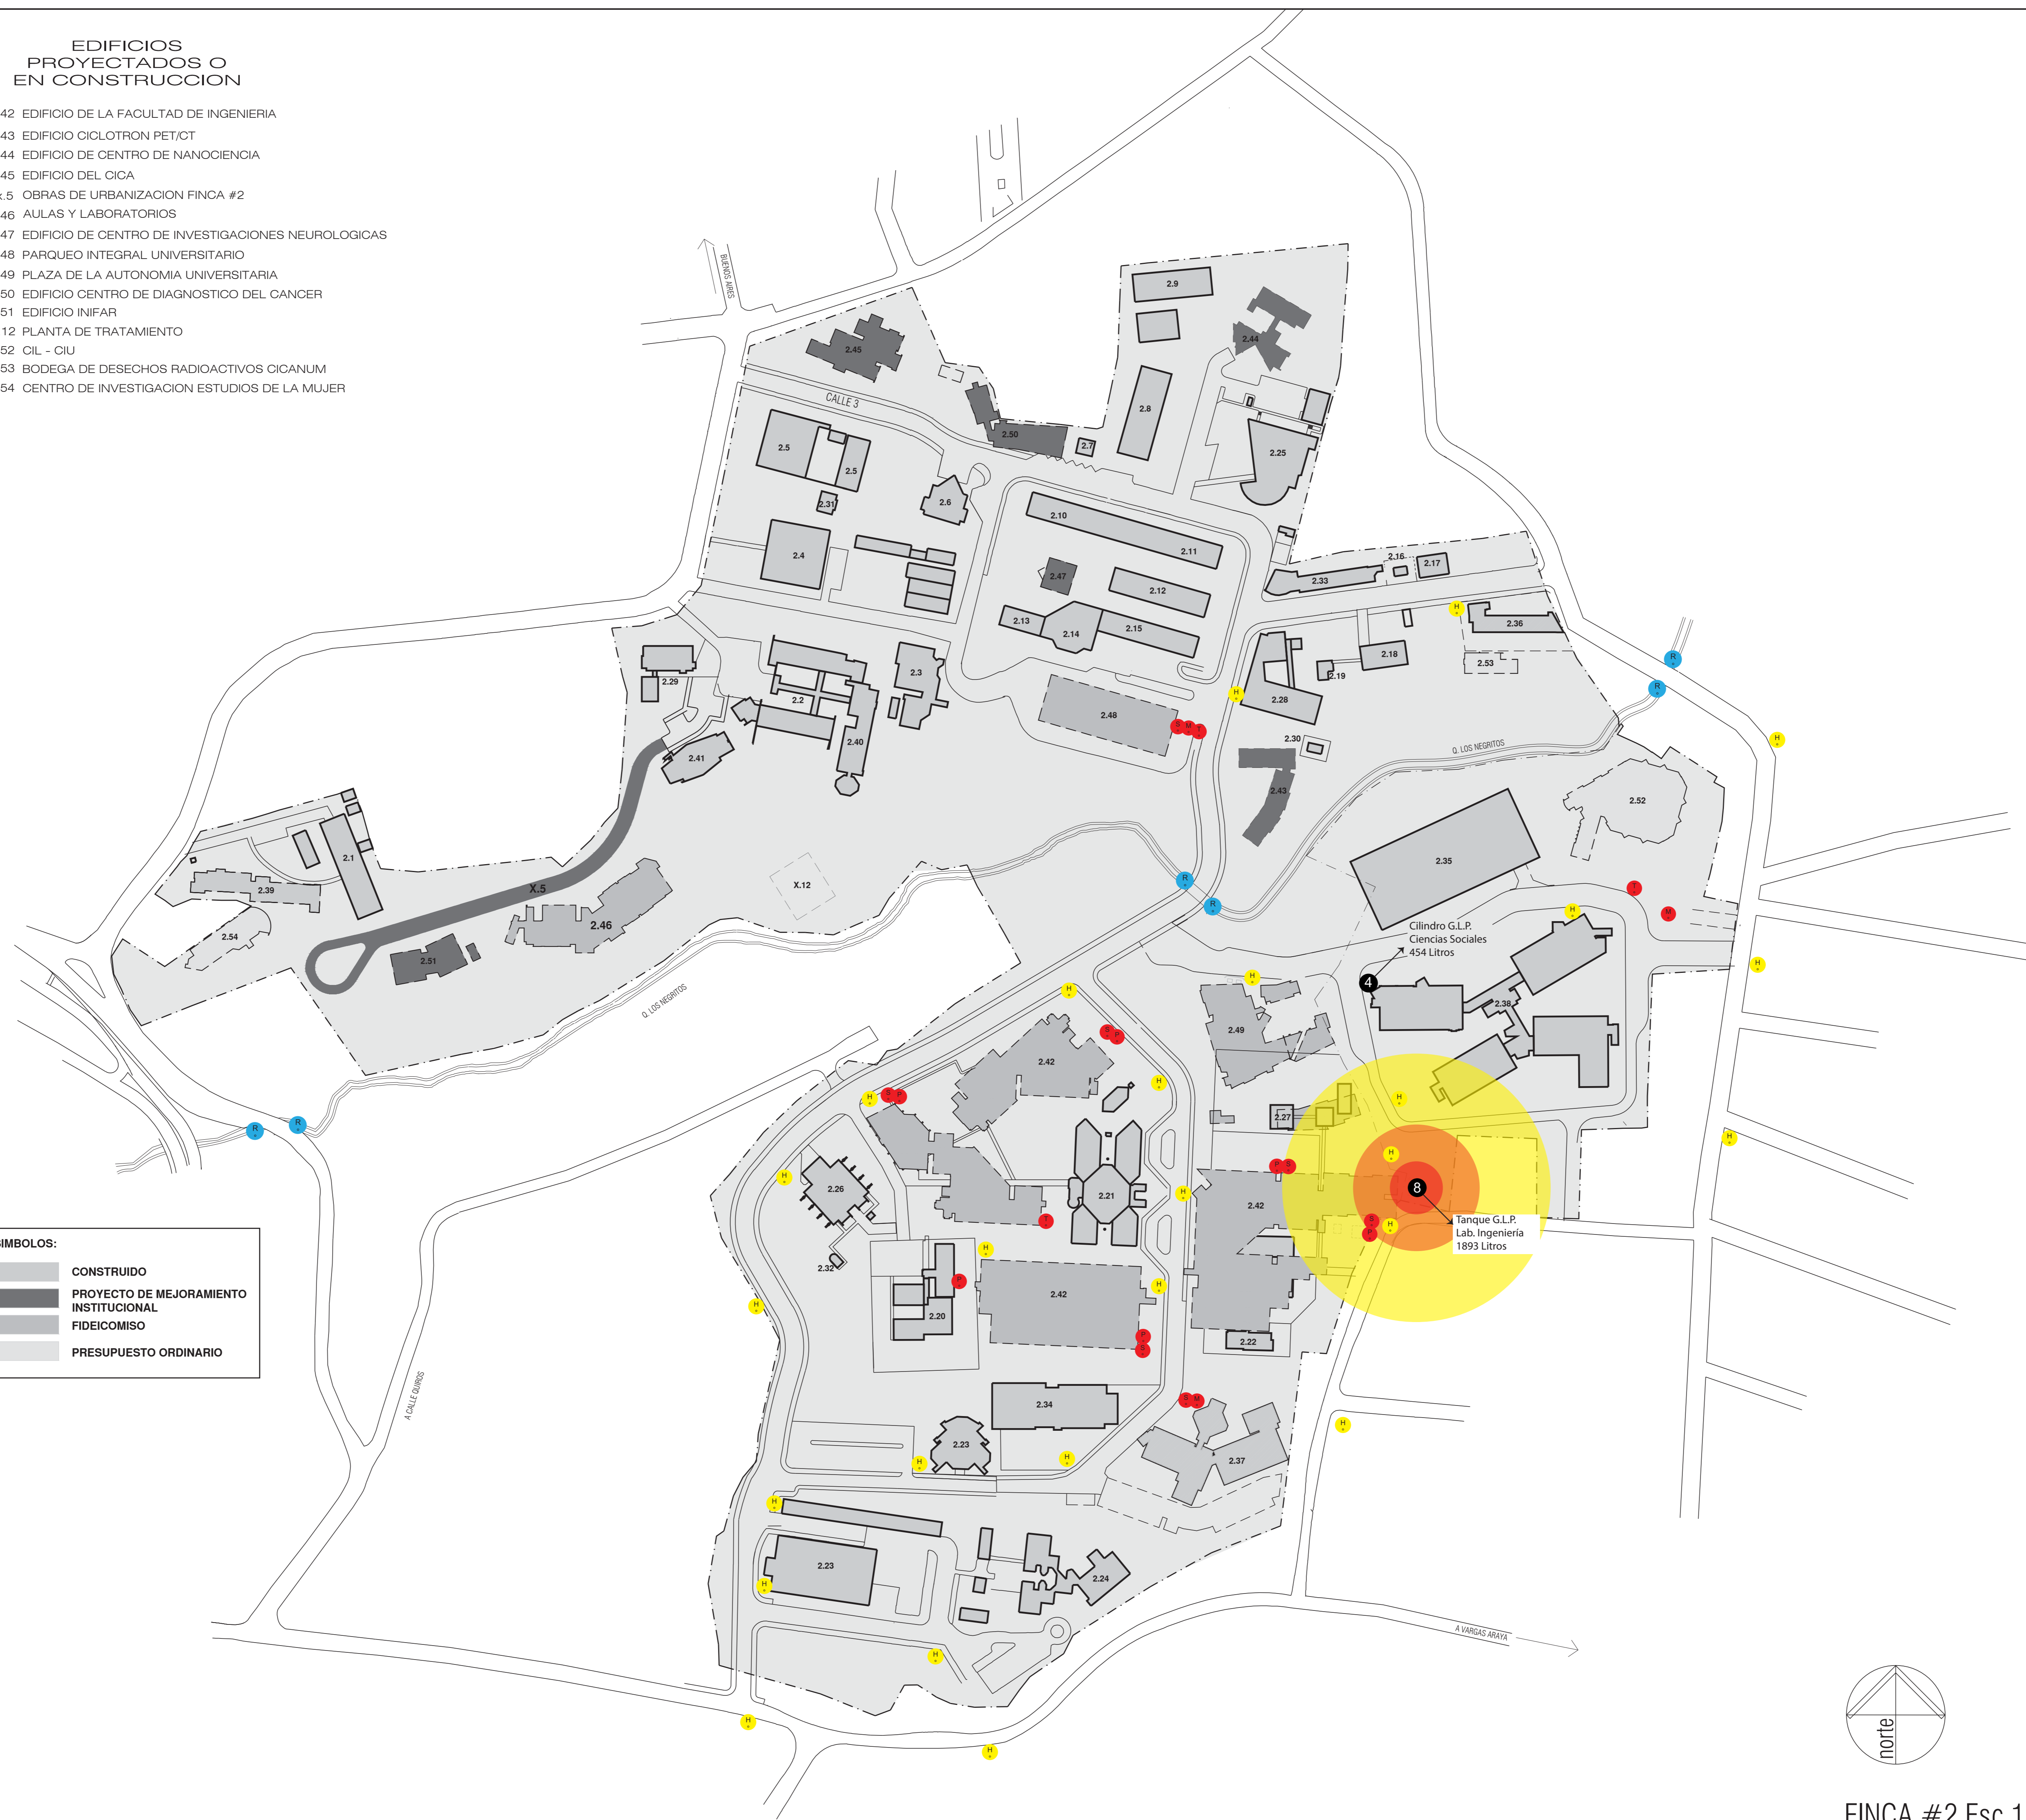 EDIFICIOS
PROYECTADOS O
EN CONSTRUCCION
42 EDIFICIO DE LA FACULTAD DE INGENIERIA
43 EDIFICIO CICLOTRON PET/CT
44 EDIFICIO DE CENTRO DE NANOCIENCIA
45 EDIFICIO DEL CICA
x.5 OBRAS DE URBANIZACION FINCA #2
46 AULAS Y LABORATORIOS
47 EDIFICIO DE CENTRO DE INVESTIGACIONES NEUROLOGICAS
48 PARQUEO INTEGRAL UNIVERSITARIO
49 PLAZA DE LA AUTONOMIA UNIVERSITARIA
50 EDIFICIO CENTRO DE DIAGNOSTICO DEL CANCER
51 EDIFICIO INIFAR
12 PLANTA DE TRATAMIENTO
52 CIL - CIU
53 BODEGA DE DESECHOS RADIOACTIVOS CICANUM
54 CENTRO DE INVESTIGACION ESTUDIOS DE LA MUJER
BUENOS AIRES
2.9
2.44
2.45
CALLE 3
2.8
2.50
2.7
2.25
2.5
2.5
2.31
2.6
2.10
2.11
2.4
2.47
2.12
2.33
2.16
2.17
2.13
2.14
2.15
H
2.36
2.29
2.2
2.3
2.18
2.19
2.53
R
R
2.40
2.41
2.48
S
M
T
H
2.28
2.30
Q. LOS NEGRITOS
H
2.43
2.52
2.1
2.39
X.5
X.12
2.35
R
R
T
M
H
2.46
2.54
2.51
Cilindro G.L.P.
Ciencias Sociales
454 Litros
4
H
H
H
Q. LOS NEGRITOS
2.38
2.49
S
P
2.42
H
H
S
P
H
2.27
R
R
H
H
H
2.26
2.21
H
P
S
8
2.42
T
Tanque G.L.P.
Lab. Ingeniería
1893 Litros
S
P
H
SIMBOLOS:
CONSTRUIDO
PROYECTO DE MEJORAMIENTO
INSTITUCIONAL
FIDEICOMISO
PRESUPUESTO ORDINARIO
H
2.32
P
2.42
H
H
2.20
P
S
2.22
A CALLE QUIROS
2.34
S
M
H
2.23
H
H
2.37
H
2.23
H
2.24
H
A VARGAS ARAYA
H
H
norte
FINCA #2 Esc 1